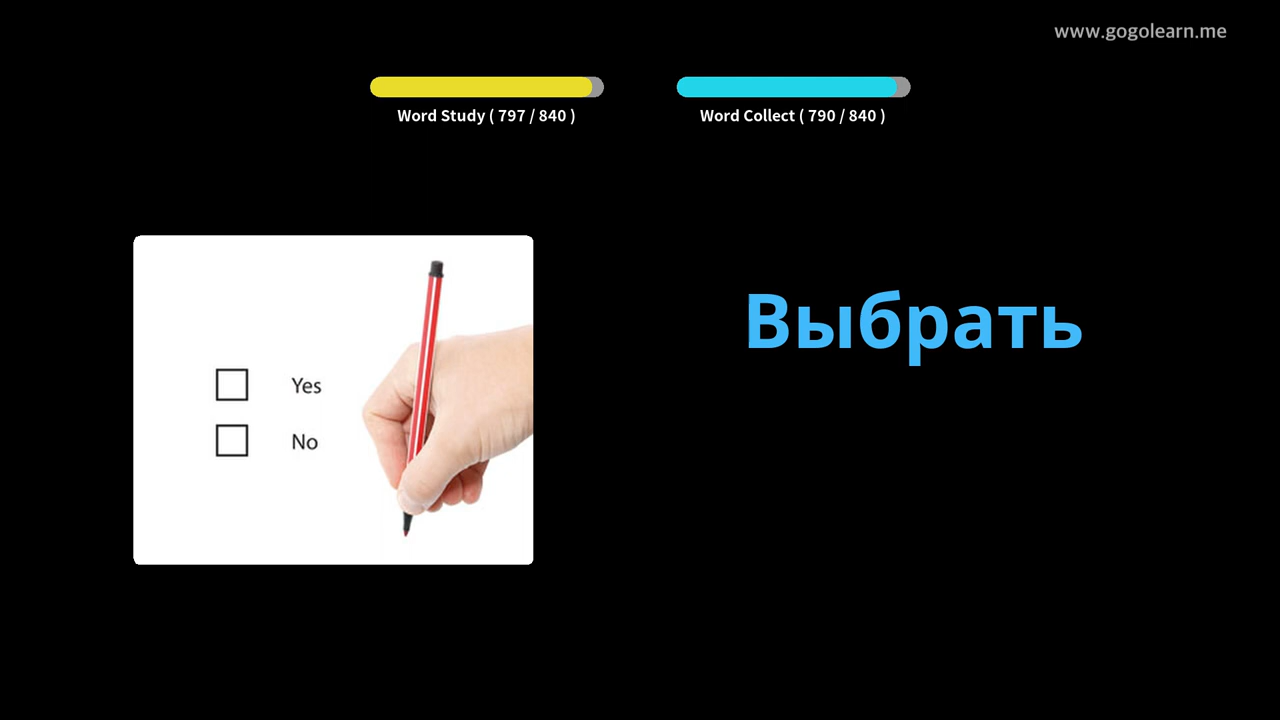 www.gogolearn.me
Word Study ( 797 / 840 )
Word Collect ( 790 / 840 )
Выбрать
Yes
No